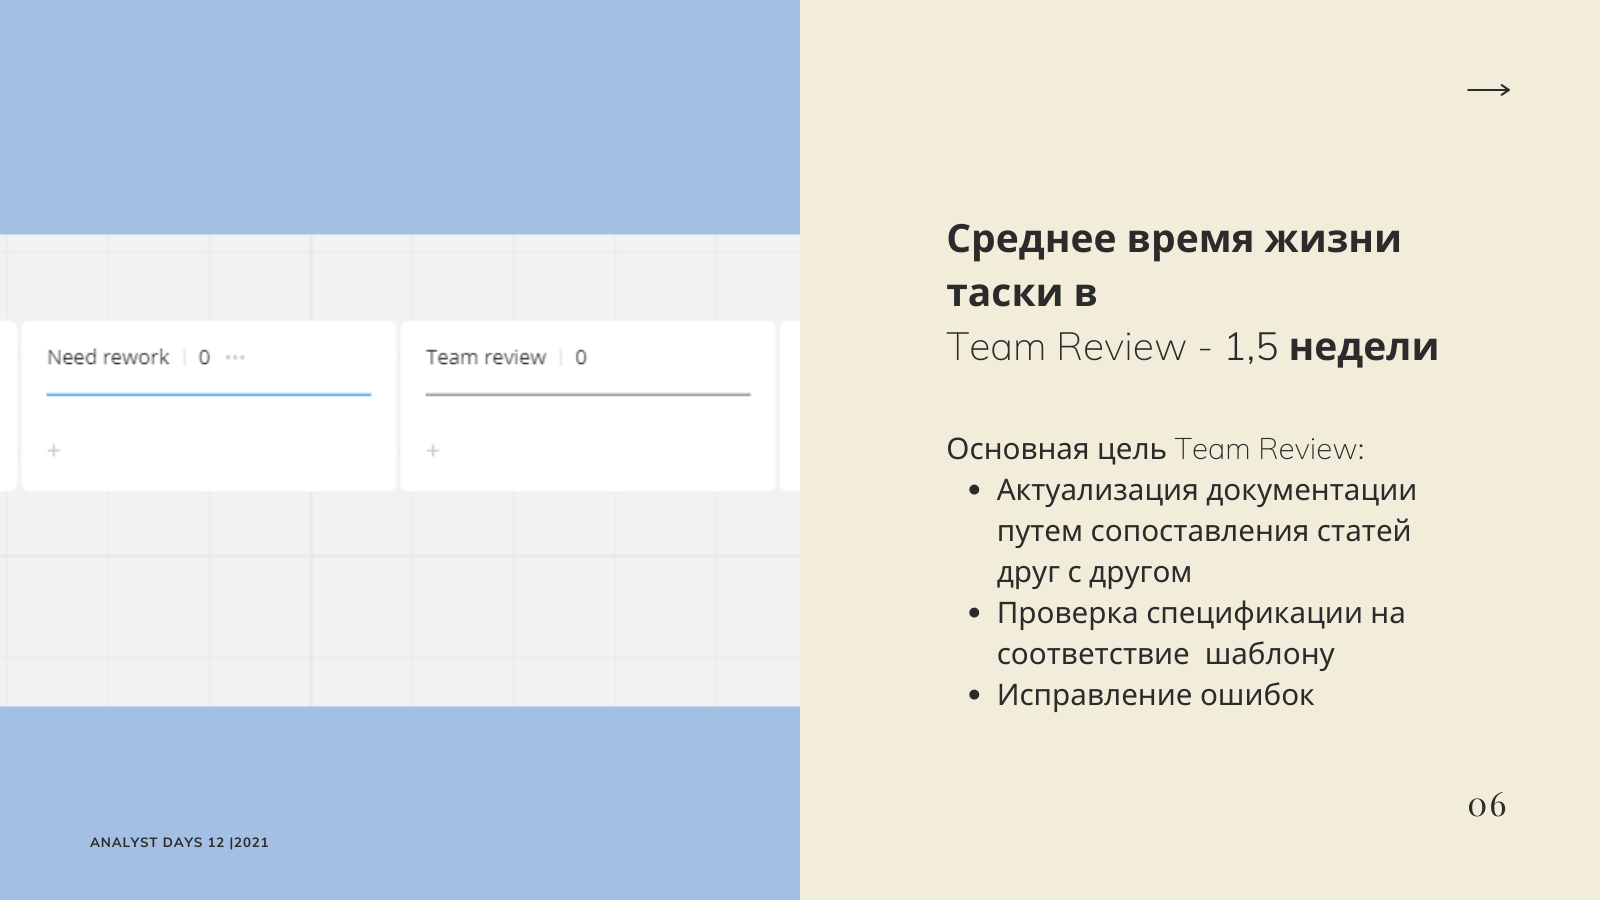 Need rework | 0 ...
Team review | 0
+
+
ANALYST DAYS 12 |2021
→
Среднее время жизни
таски в
Team Review - 1,5 недели
Основная цель Team Review:
• Актуализация документации
путем сопоставления статей
друг с другом
• Проверка спецификации на
соответствие  шаблону
• Исправление ошибок
06